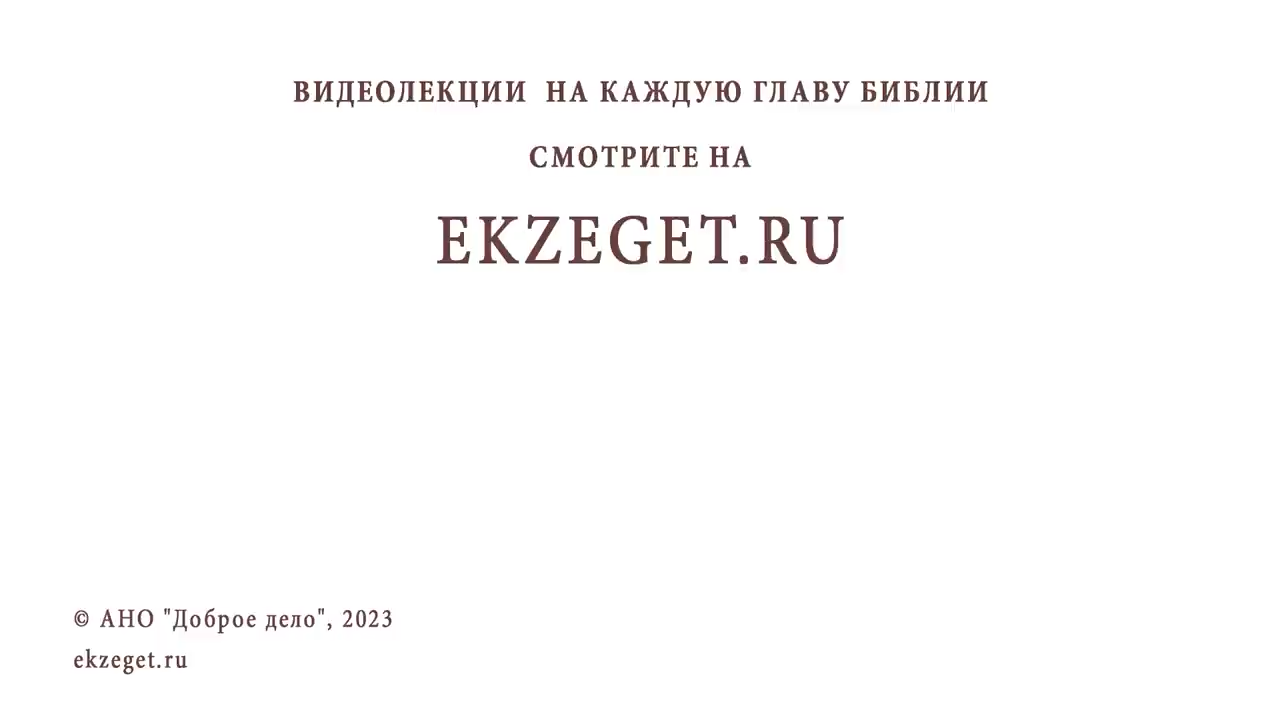 ВИДЕОЛЕКЦИИ НА КАЖДУЮ ГЛАВУ БИБЛИИ
СМОТРИТЕ НА
EKZEGET.RU
© АНО "Доброе дело", 2023
ekzeget.ru